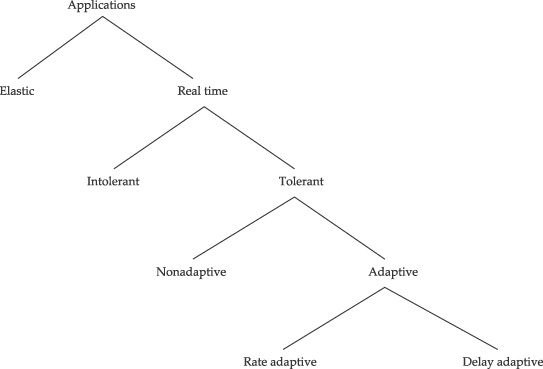 Applications
Elastic
Real time
Intolerant
Tolerant
Nonadaptive
Adaptive
Rate adaptive
Delay adaptive